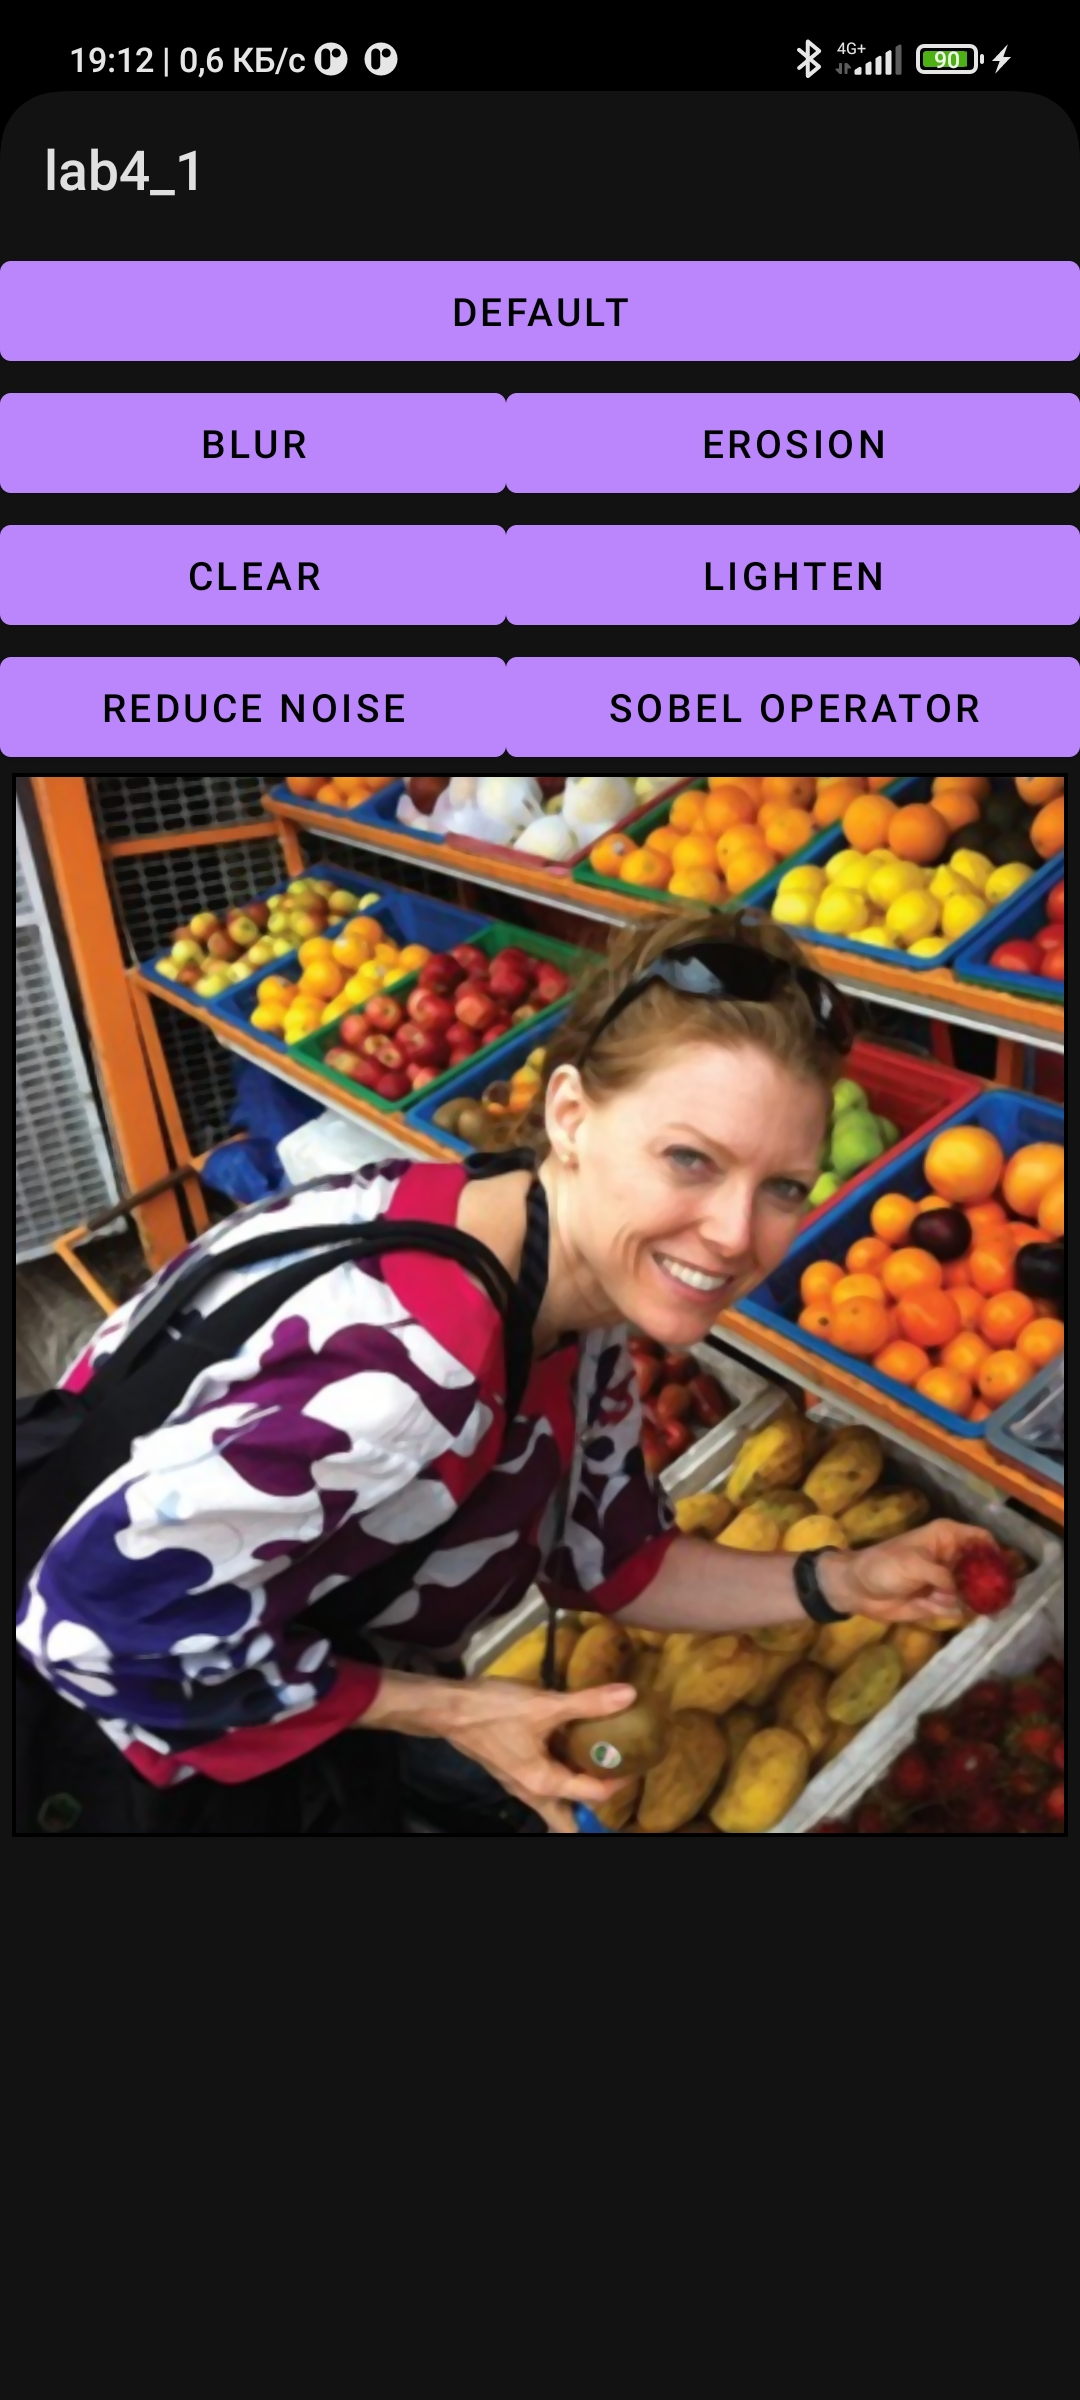 19:12 | 0,6 КБ/с
4G+
90
lab4_1
DEFAULT
BLUR EROSION
CLEAR LIGHTEN
REDUCE NOISE SOBEL OPERATOR